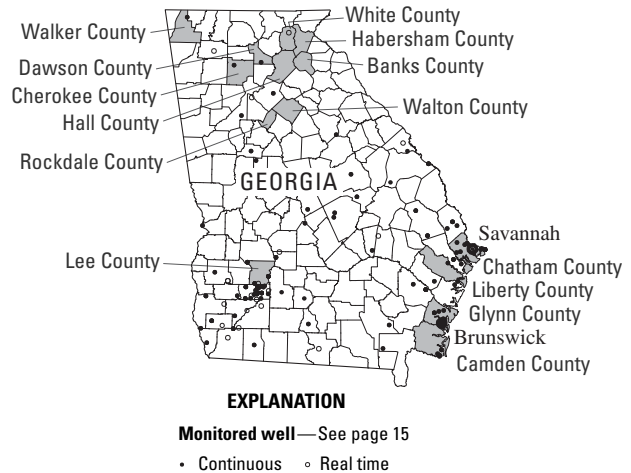 White County
Walker County
Habersham County
Dawson County
Banks County
Cherokee County
Walton County
Hall County
Rockdale County
GEORGIA
Savannah
Lee County
Chatham County
Liberty County
Glynn County
Brunswick
Camden County
EXPLANATION
Monitored well—See page 15
Continuous
Real time